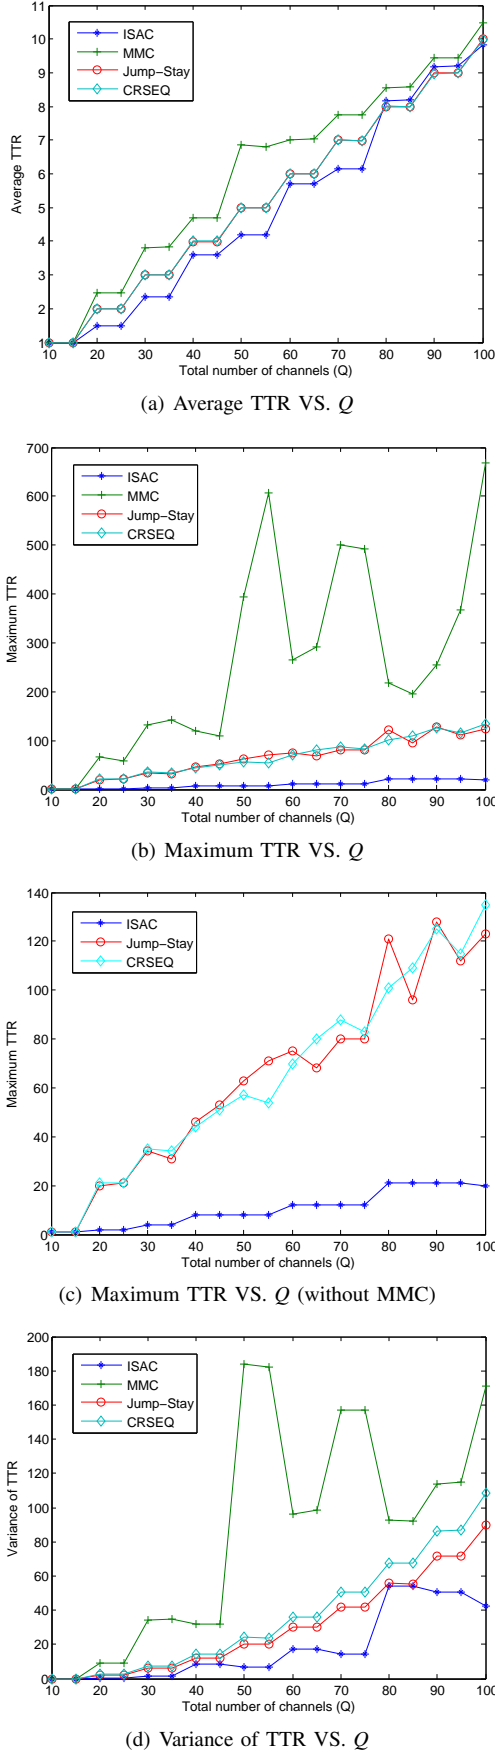 11
10
9
8
7
6
5
4
3
2
1
Average TTR
ISAC
MMC
Jump−Stay
CRSEQ
10 20 30 40 50 60 70 80 90 100
Total number of channels (Q)
(a) Average TTR VS. Q
700
600
500
400
300
200
100
0
Maximum TTR
ISAC
MMC
Jump−Stay
CRSEQ
10 20 30 40 50 60 70 80 90 100
Total number of channels (Q)
(b) Maximum TTR VS. Q
140
120
100
80
60
40
20
0
Maximum TTR
ISAC
Jump−Stay
CRSEQ
10 20 30 40 50 60 70 80 90 100
Total number of channels (Q)
(c) Maximum TTR VS. Q (without MMC)
200
180
160
140
120
100
80
60
40
20
0
Variance of TTR
ISAC
MMC
Jump−Stay
CRSEQ
10 20 30 40 50 60 70 80 90 100
Total number of channels (Q)
(d) Variance of TTR VS. Q